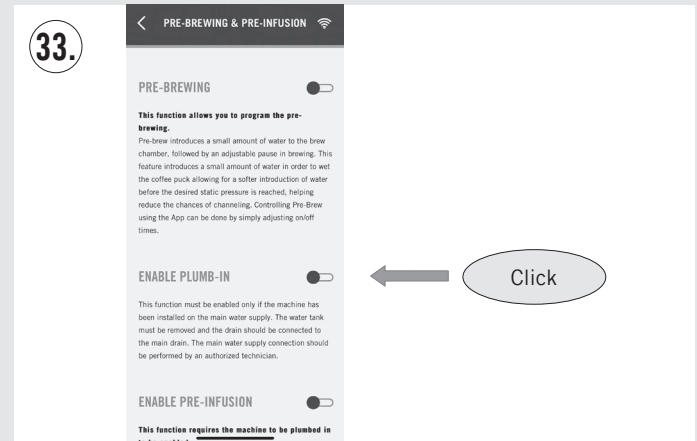 33.
PRE-BREWING & PRE-INFUSION
PRE-BREWING
This function allows you to program the pre-
brewing.
Pre-brew introduces a small amount of water to the brew
chamber, followed by an adjustable pause in brewing. This
feature introduces a small amount of water in order to wet
the coffee puck allowing for a softer introduction of water
before the desired static pressure is reached, helping
reduce the chances of channeling. Controlling Pre-Brew
using the App can be done by simply adjusting on/off
times.
ENABLE PLUMB-IN
Click
This function must be enabled only if the machine has
been installed on the main water supply. The water tank
must be removed and the drain should be connected to
the main drain. The main water supply connection should
be performed by an authorized technician.
ENABLE PRE-INFUSION
This function requires the machine to be plumbed in